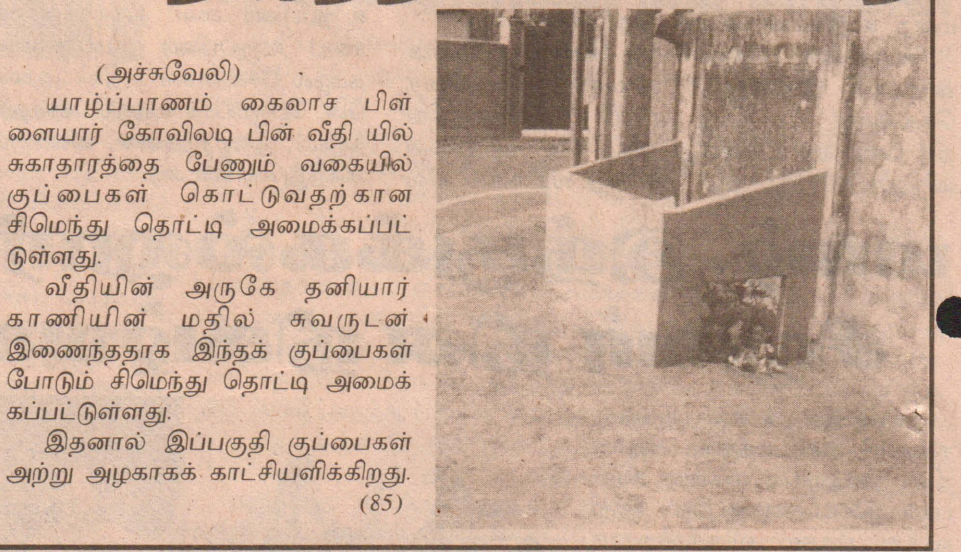 (அச்சுவேலி)
யாழ்ப்பாணம் கைலாச பிள்
ளையார் கோவிலடி பின் வீதி யில்
சுகாதாரத்தை பேணும் வகையில்
குப்பைகள் கொட்டுவதற்கான
சிமெந்து தொட்டி அமைக்கப்பட்
டுள்ளது.
வீதியின் அருகே தனியார்
காணியின் மதில் சுவருடன்
இணைந்ததாக இந்தக் குப்பைகள்
போடும் சிமெந்து தொட்டி அமைக்
கப்பட்டுள்ளது.
இதனால் இப்பகுதி குப்பைகள்
அற்று அழகாகக் காட்சியளிக்கிறது.
(85)